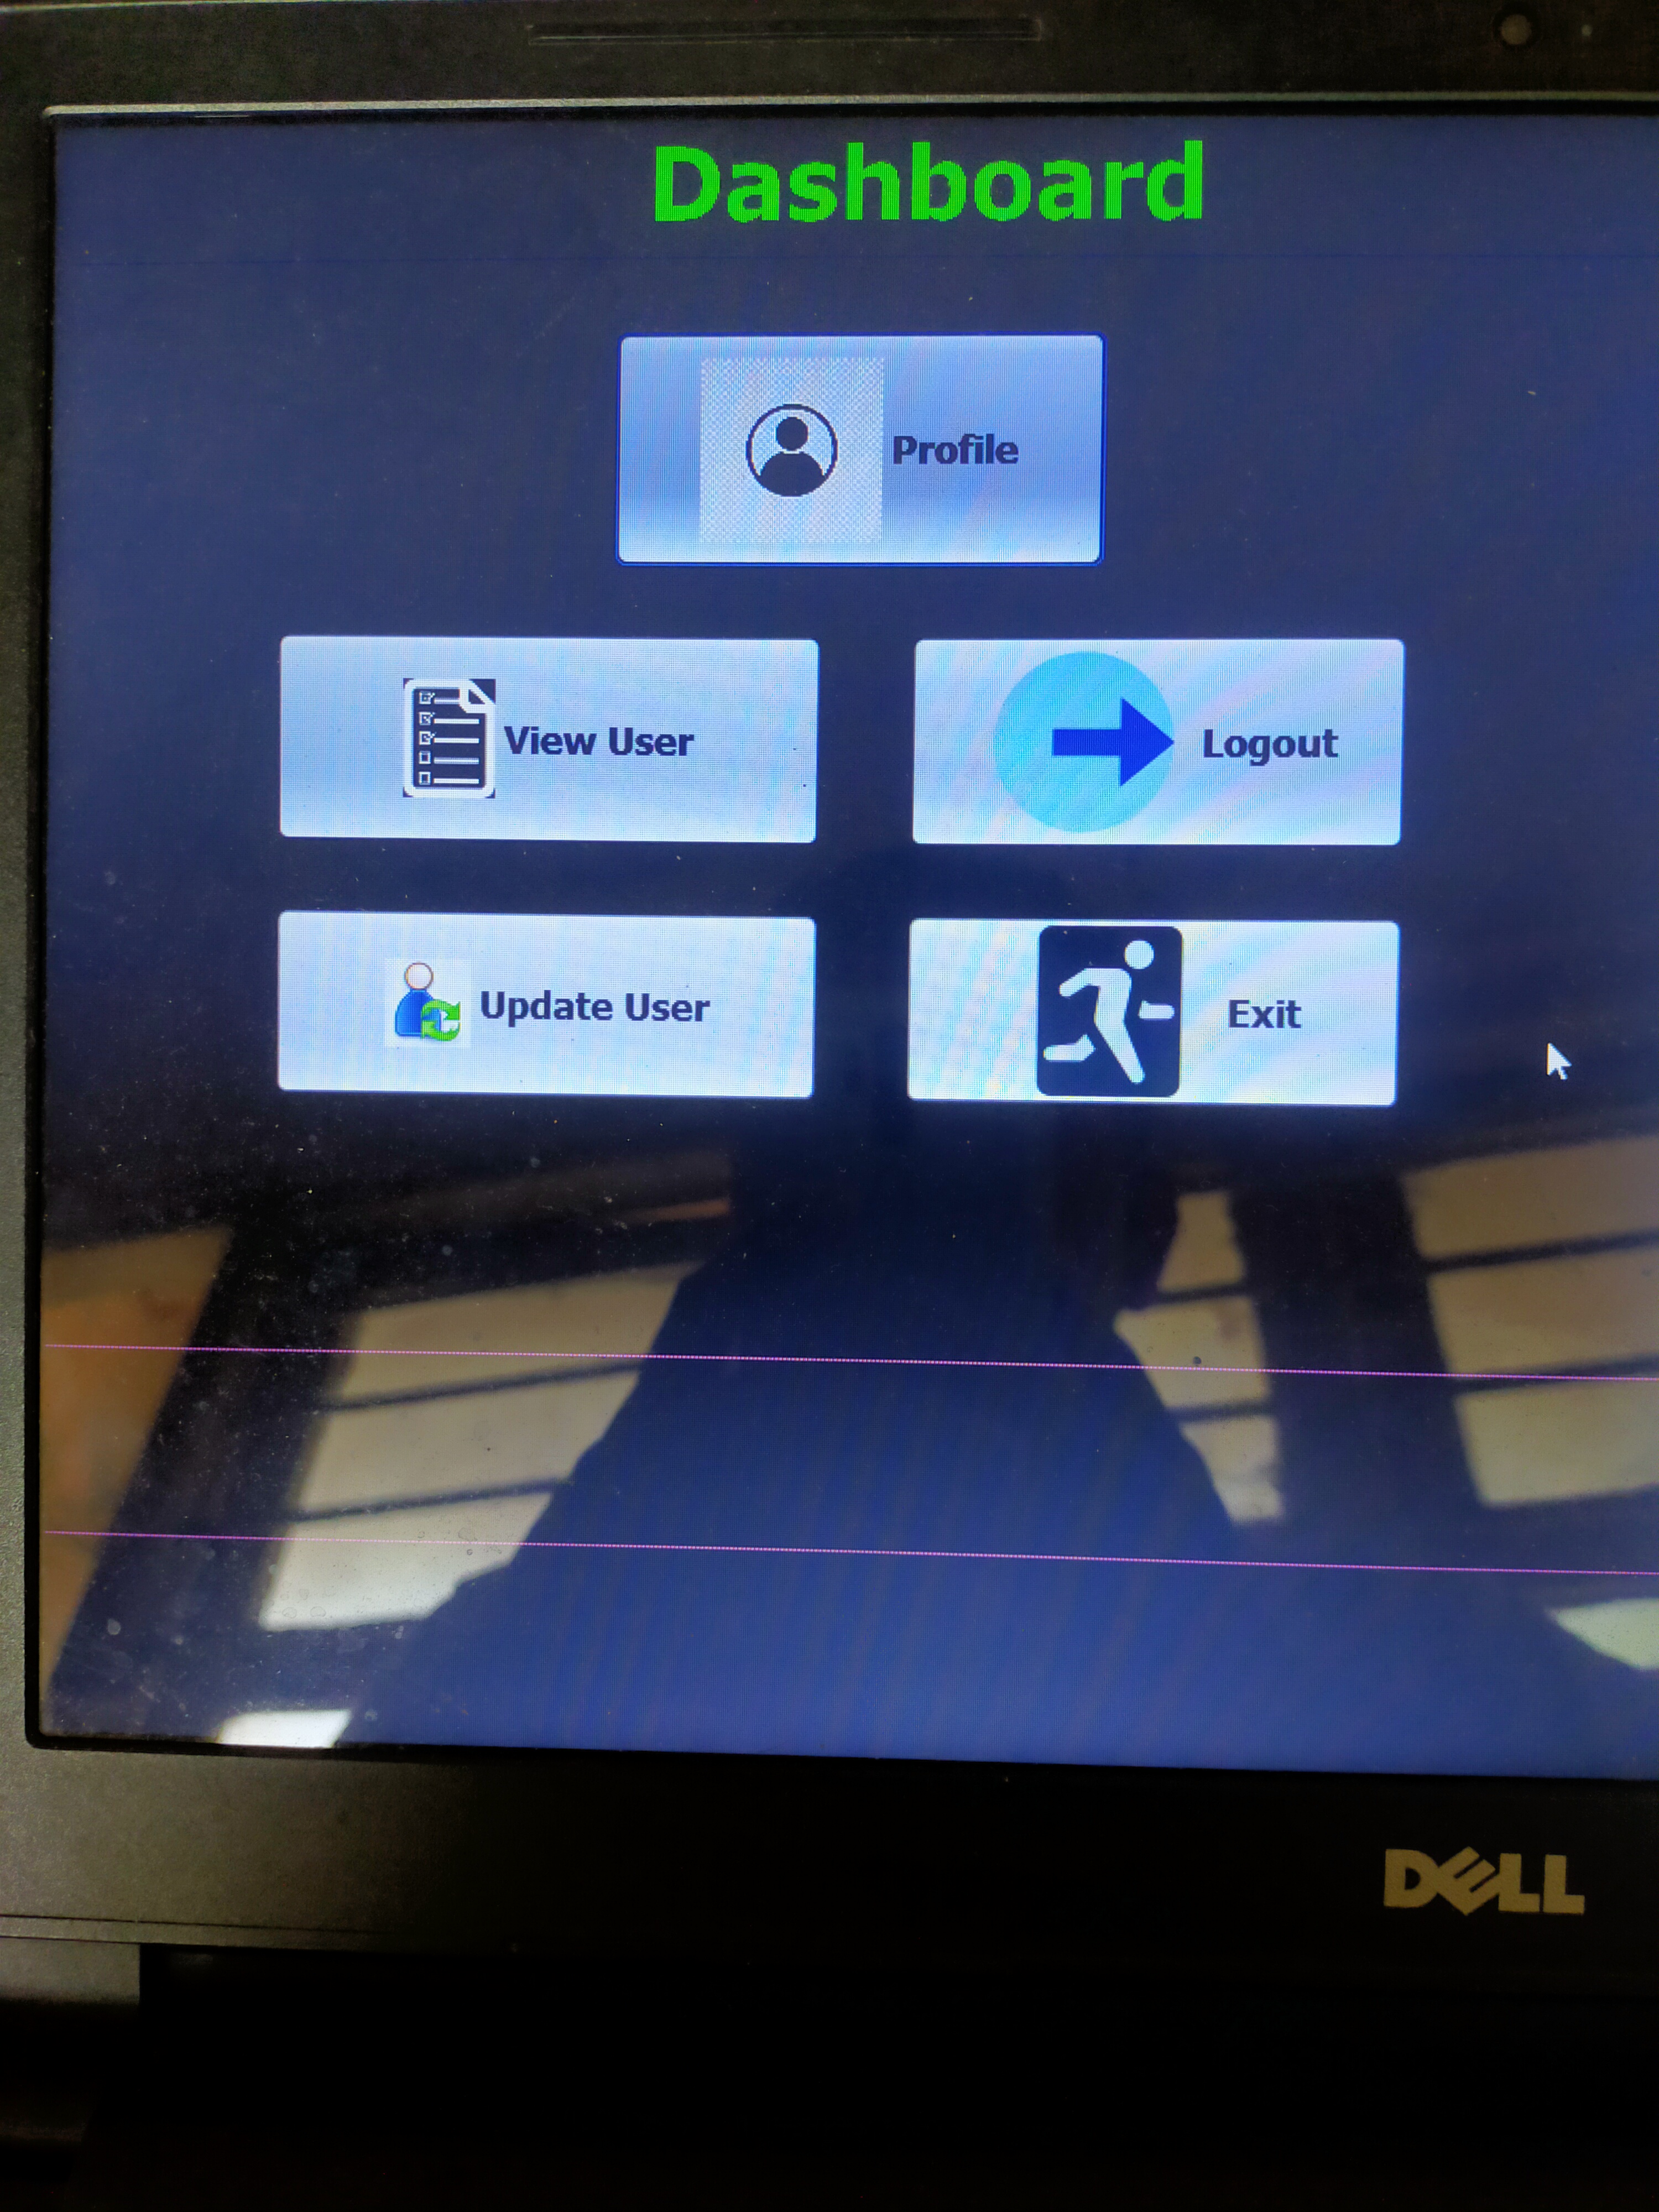 Dashboard
Profile
View User
Logout
Update User
Exit
DELL